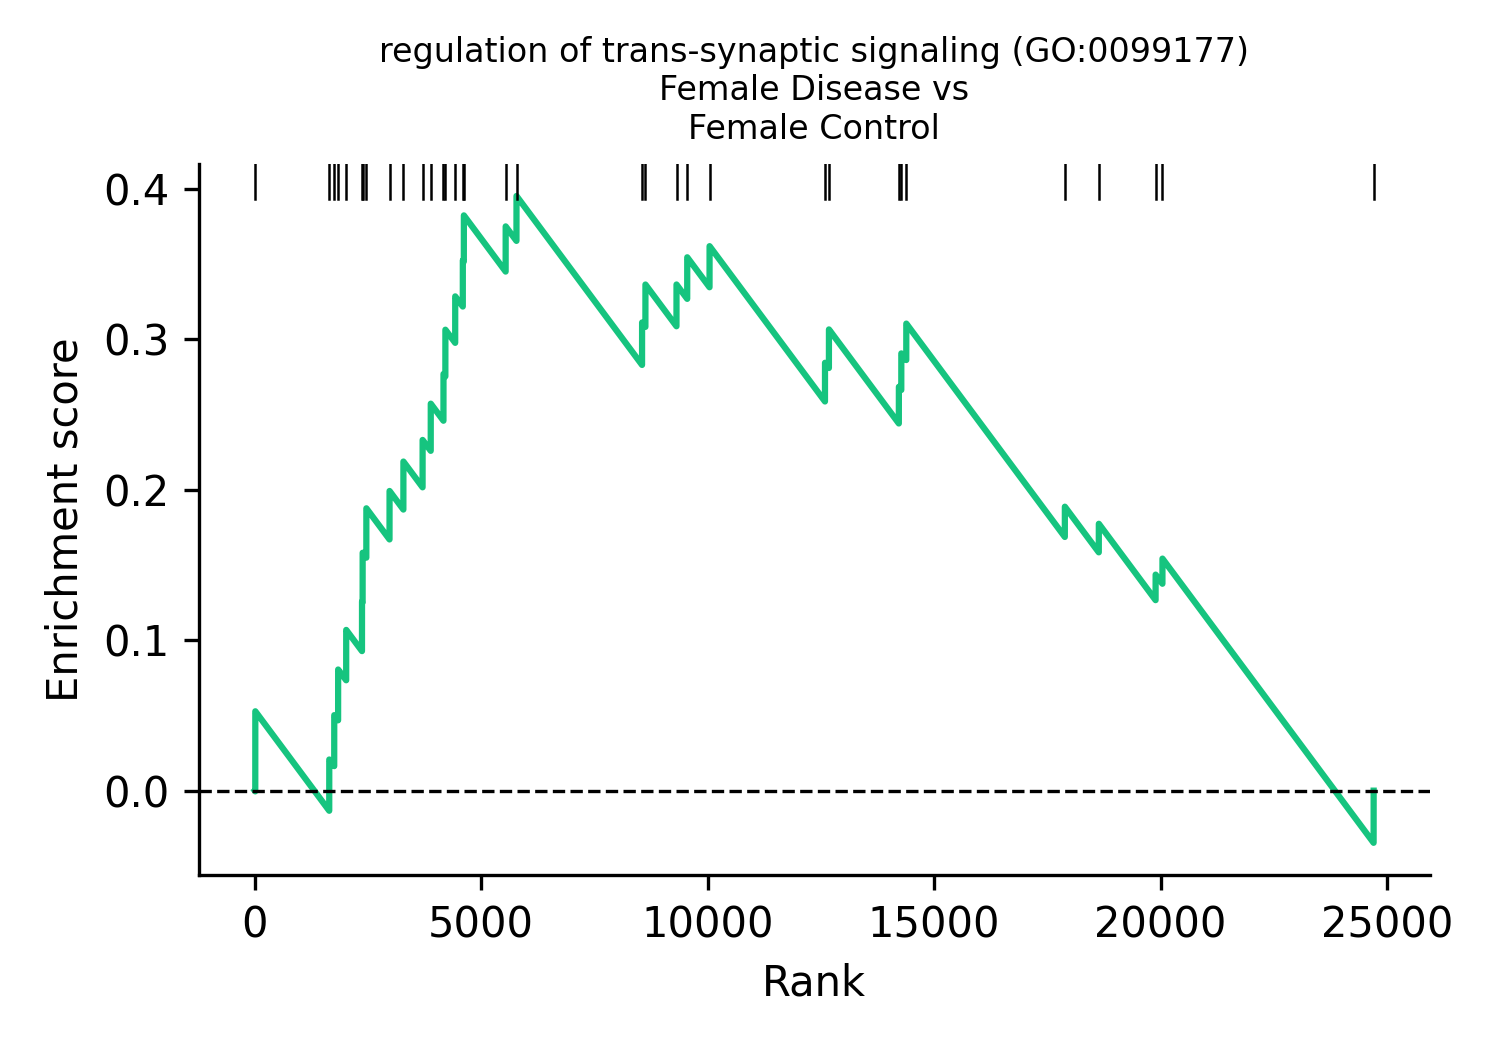 regulation of trans-synaptic signaling (GO:0099177)
Female Disease vs
Female Control
0.4
0.3
0.2
0.1
0.0
Enrichment score
0
5000
10000
15000
20000
25000
Rank